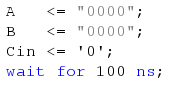 A   <= "0000";
B   <= "0000";
Cin <= '0';
wait for 100 ns;